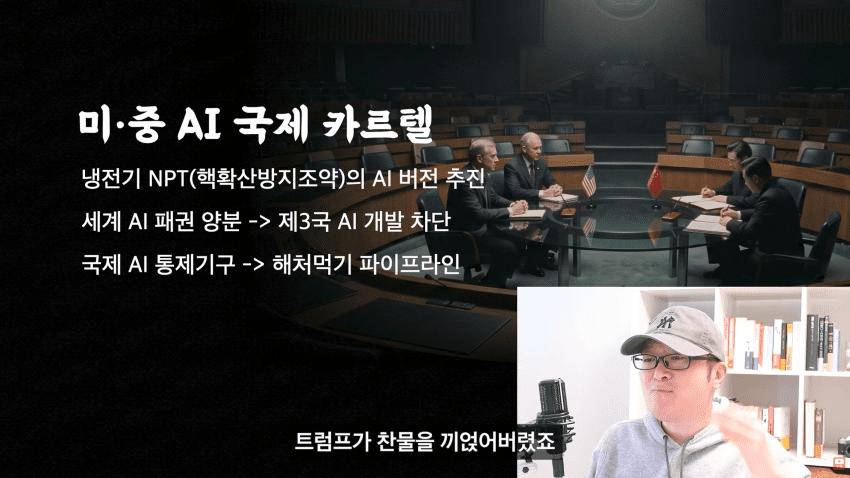 미·중 AI 국제 카르텔
냉전기 NPT(핵확산방지조약)의 AI 버전 추진
세계 AI 패권 양분 -> 제3국 AI 개발 차단
국제 AI 통제기구 -> 해처먹기 파이프라인
트럼프가 찬물을 끼얹어버렸죠